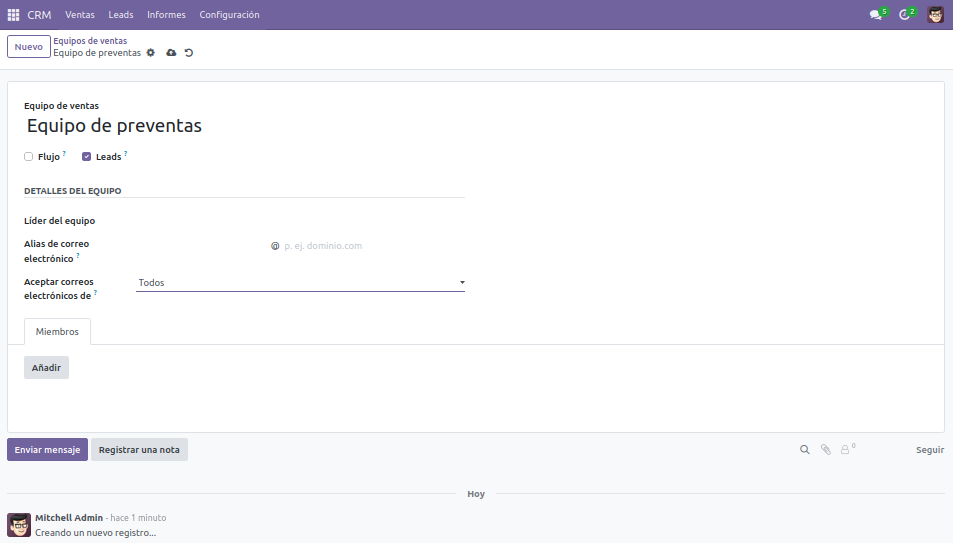 CRM Ventas Leads Informes Configuración 5 2
Nuevo Equipos de ventas
Equipo de preventas
Equipo de ventas
Equipo de preventas
Flujo ? Leads ?
DETALLES DEL EQUIPO
Líder del equipo
Alias de correo
electrónico ? @ p. ej. dominio.com
Aceptar correos
electrónicos de ? Todos
Miembros
Añadir
Enviar mensaje Registrar una nota 0 Seguir
Hoy
Mitchell Admin - hace 1 minuto
Creando un nuevo registro...